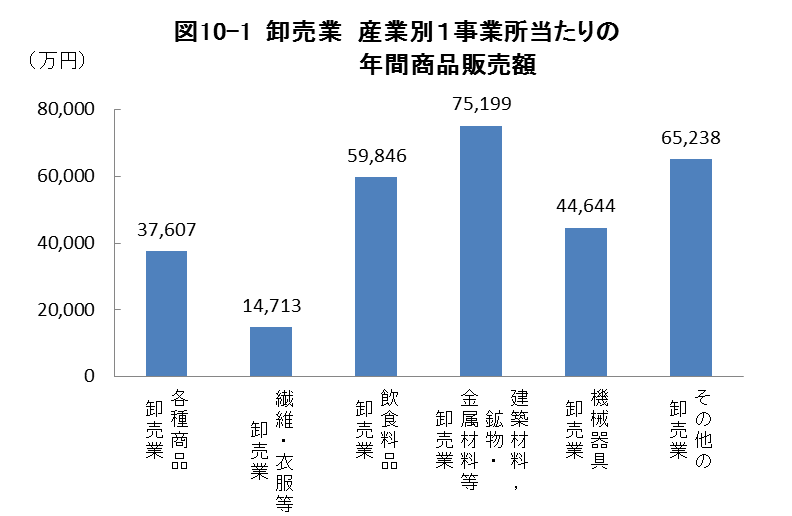 図10-1 卸売業 産業別1事業所当たりの
年間商品販売額
（万円）
80,000
60,000
40,000
20,000
0
37,607
14,713
59,846
75,199
44,644
65,238
各種商品
卸売業
繊維・衣服等
卸売業
飲食料品
卸売業
建築材料，
鉱物・
金属材料等
卸売業
機械器具
卸売業
その他の
卸売業